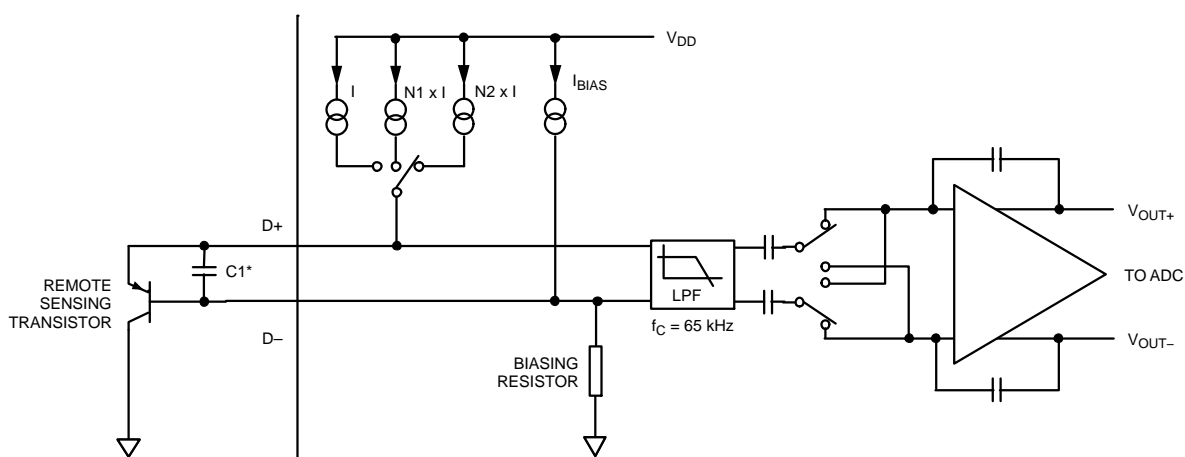 V_DD
I
N1 x I
N2 x I
I_BIAS
D+
C1*
REMOTE
SENSING
TRANSISTOR
D−
LPF
f_C = 65 kHz
BIASING
RESISTOR
V_OUT+
TO ADC
V_OUT−